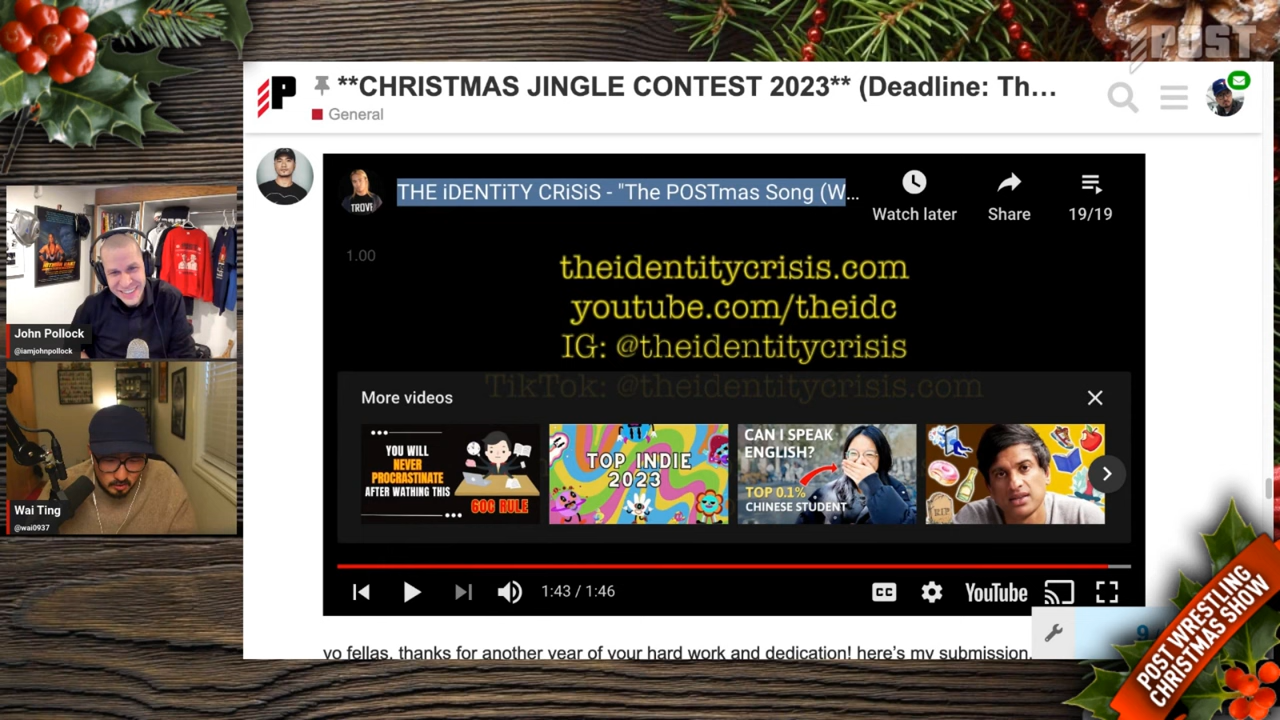 POST
**CHRISTMAS JINGLE CONTEST 2023** (Deadline: Th...
General
TROVE
THE iDENTiTY CRiSiS - "The POSTmas Song (W...
Watch later
Share
19/19
1.00
theidentitycrisis.com
youtube.com/theidc
IG: @theidentitycrisis
TikTok: @theidentitycrisis.com
More videos
YOU WILL
NEVER
PROCRASTINATE
AFTER WATHING THIS
60C RULE
TOP INDIE
2023
CAN I SPEAK
ENGLISH?
TOP 0.1%
CHINESE STUDENT
RIP
1:43 / 1:46
CC
YouTube
yo fellas, thanks for another year of your hard work and dedication! here's my submission.
John Pollock
@iamjohnpollock
Wai Ting
@wai0937
POST WRESTLING
CHRISTMAS SHOW